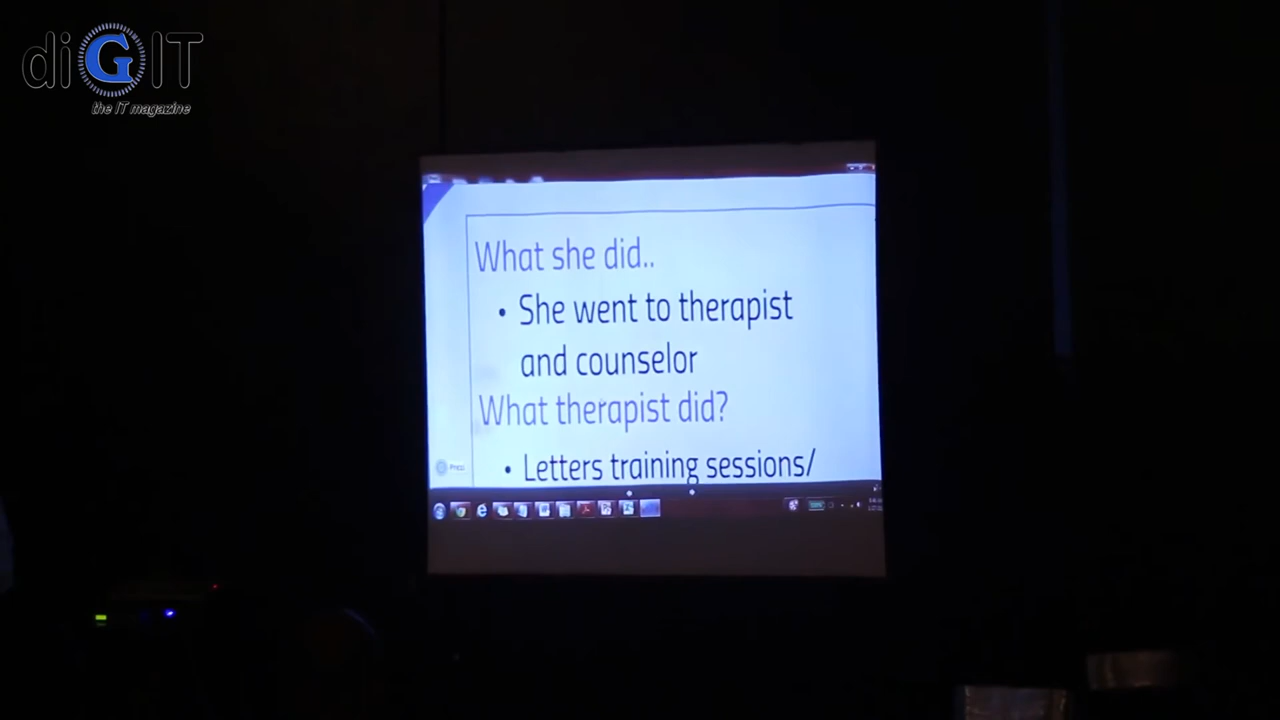 diGIT
the IT magazine
What she did..
• She went to therapist
and counselor
What therapist did?
• Letters training sessions/
Prezi